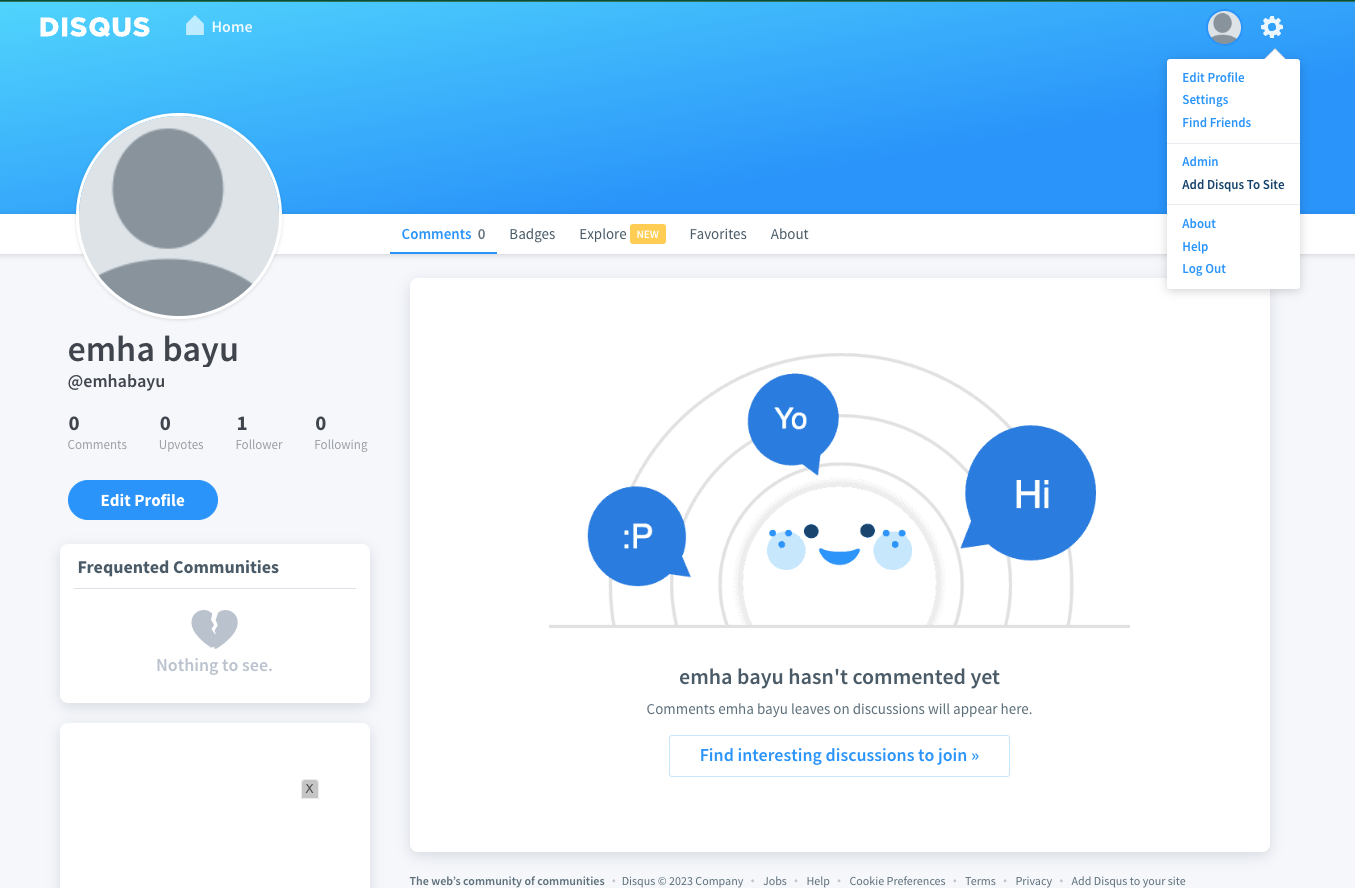 DISQUS
Home
Edit Profile
Settings
Find Friends
Admin
Add Disqus To Site
About
Help
Log Out
Comments 0
Badges
Explore NEW
Favorites
About
emha bayu
@emhabayu
0 Comments
0 Upvotes
1 Follower
0 Following
Edit Profile
Frequented Communities
Nothing to see.
X
:P
Yo
Hi
emha bayu hasn't commented yet
Comments emha bayu leaves on discussions will appear here.
Find interesting discussions to join »
The web's community of communities • Disqus © 2023 Company • Jobs • Help • Cookie Preferences • Terms • Privacy • Add Disqus to your site